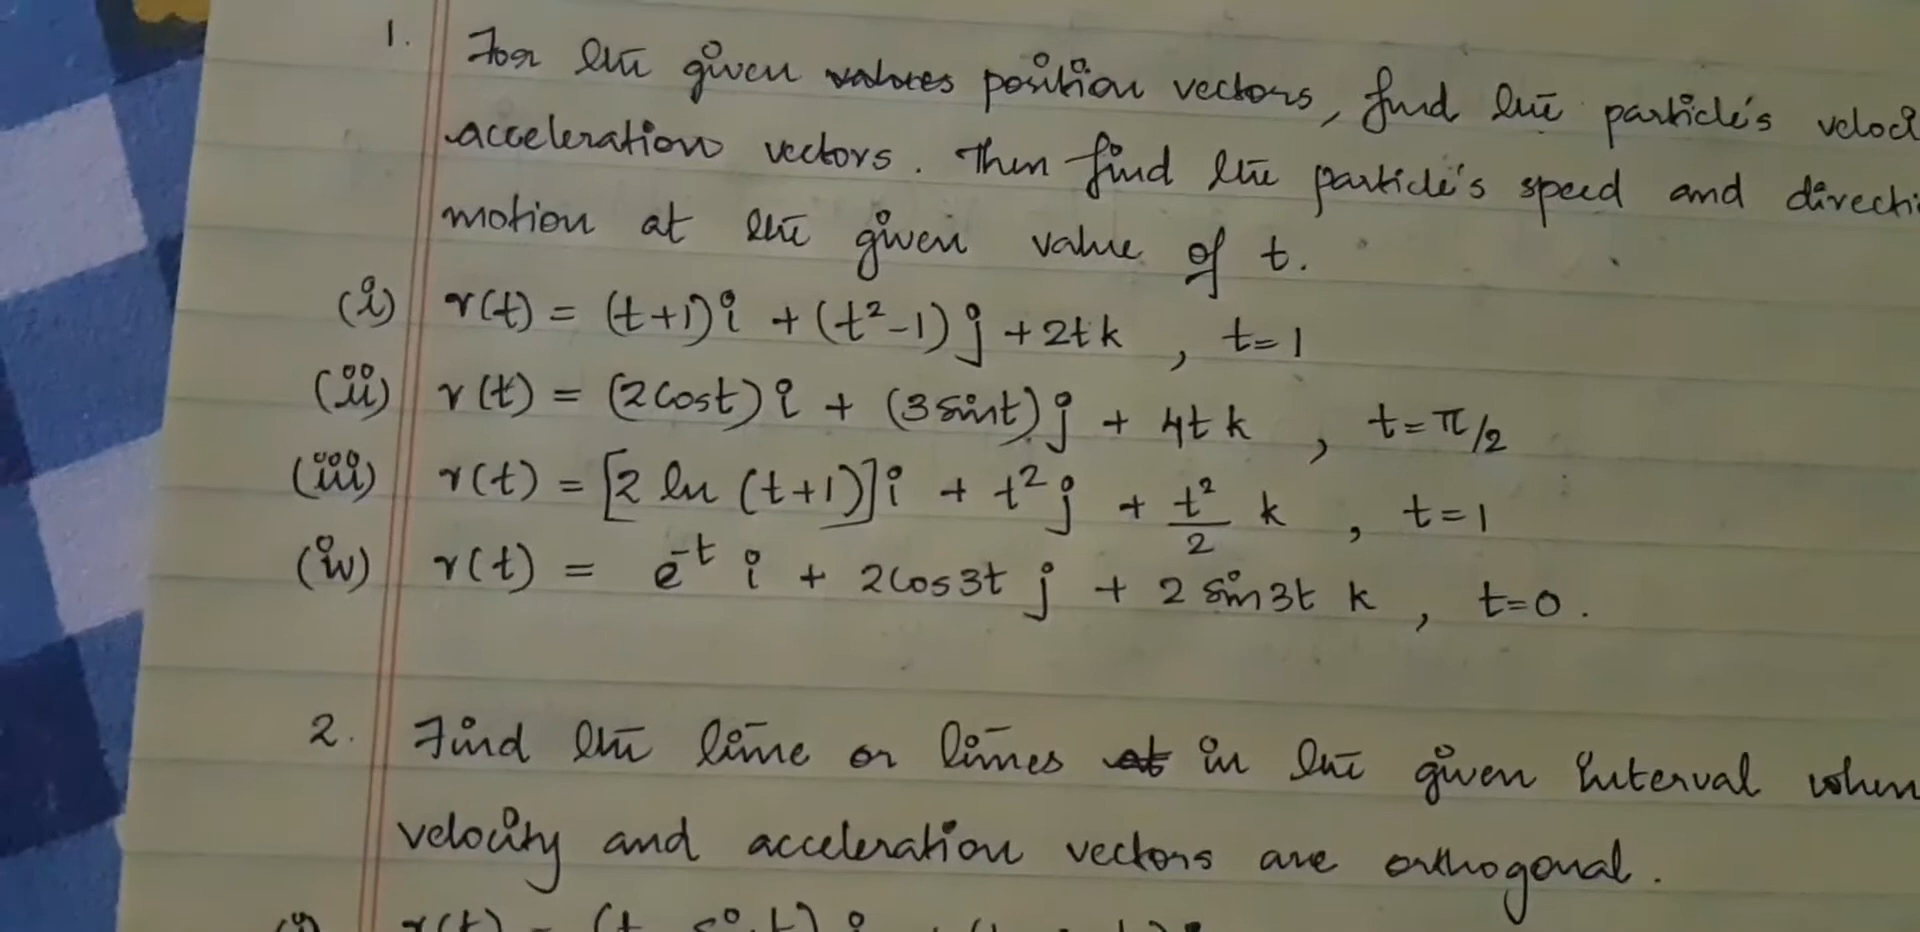 1. For the given values position vectors, find the particle's veloci
acceleration vectors. Then find the particle's speed and directi
motion at the given value of t.
(i) r(t) = (t+1)i + (t²-1)j + 2tk , t=1
(ii) r(t) = (2cost)i + (3sint)j + 4tk , t=π/2
(iii) r(t) = [2 ln (t+1)]i + t²j + t²/2 k , t=1
(iv) r(t) = e^-t i + 2cos3t j + 2 sin3t k , t=0.
2. Find the time or times at in the given interval when
velocity and acceleration vectors are orthogonal.